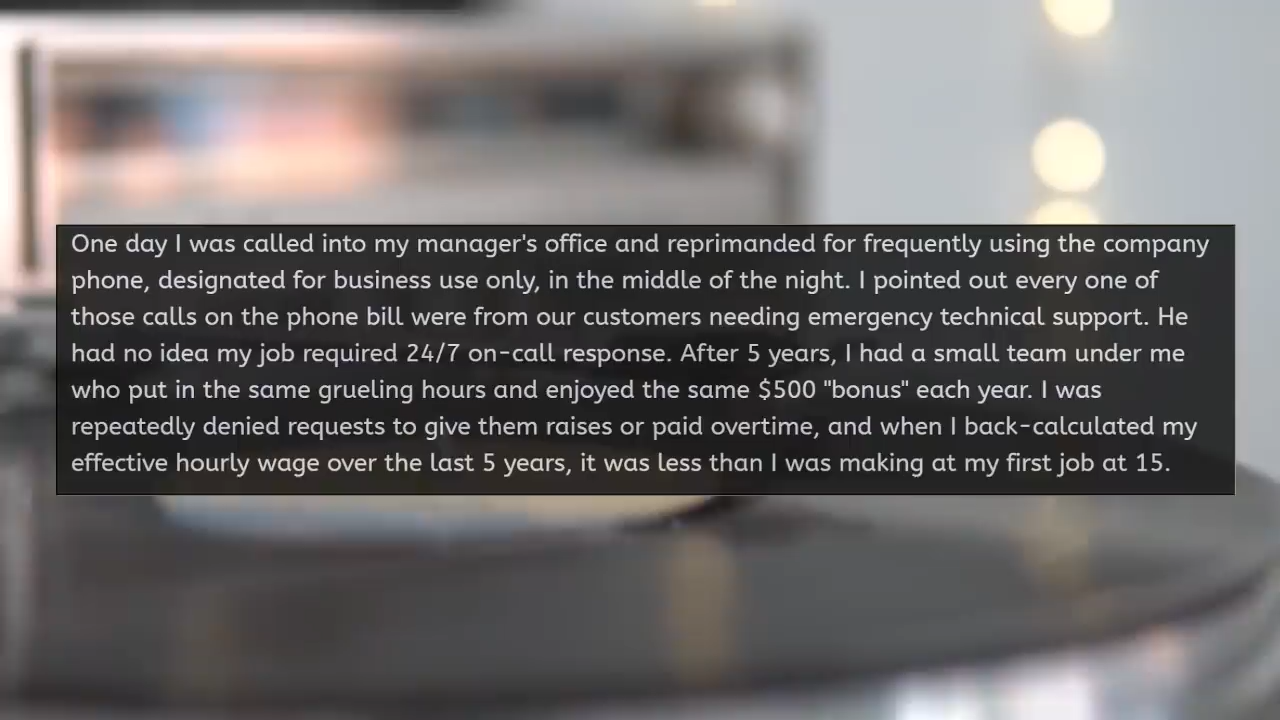 One day I was called into my manager's office and reprimanded for frequently using the company
phone, designated for business use only, in the middle of the night. I pointed out every one of
those calls on the phone bill were from our customers needing emergency technical support. He
had no idea my job required 24/7 on-call response. After 5 years, I had a small team under me
who put in the same grueling hours and enjoyed the same $500 "bonus" each year. I was
repeatedly denied requests to give them raises or paid overtime, and when I back-calculated my
effective hourly wage over the last 5 years, it was less than I was making at my first job at 15.